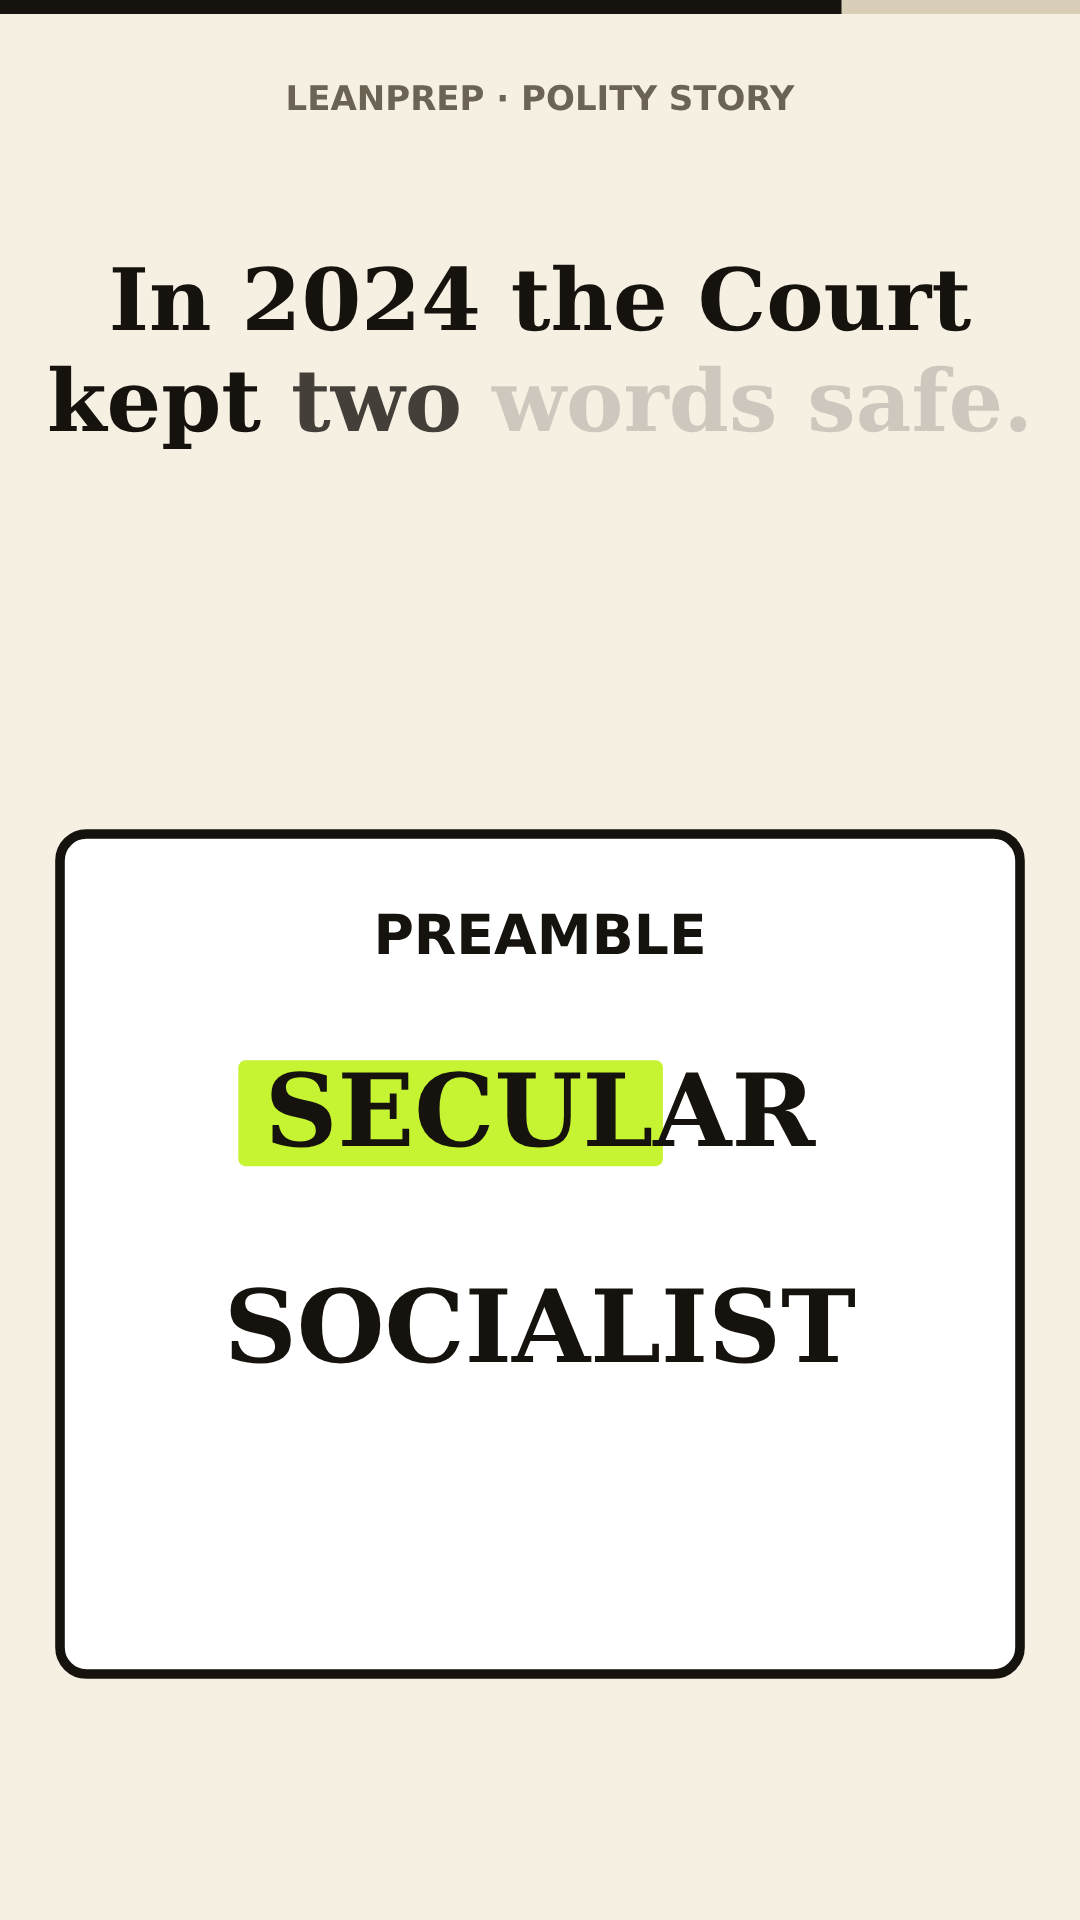 LEANPREP · POLITY STORY
In 2024 the Court
kept two words safe.
PREAMBLE
SECULAR
SOCIALIST